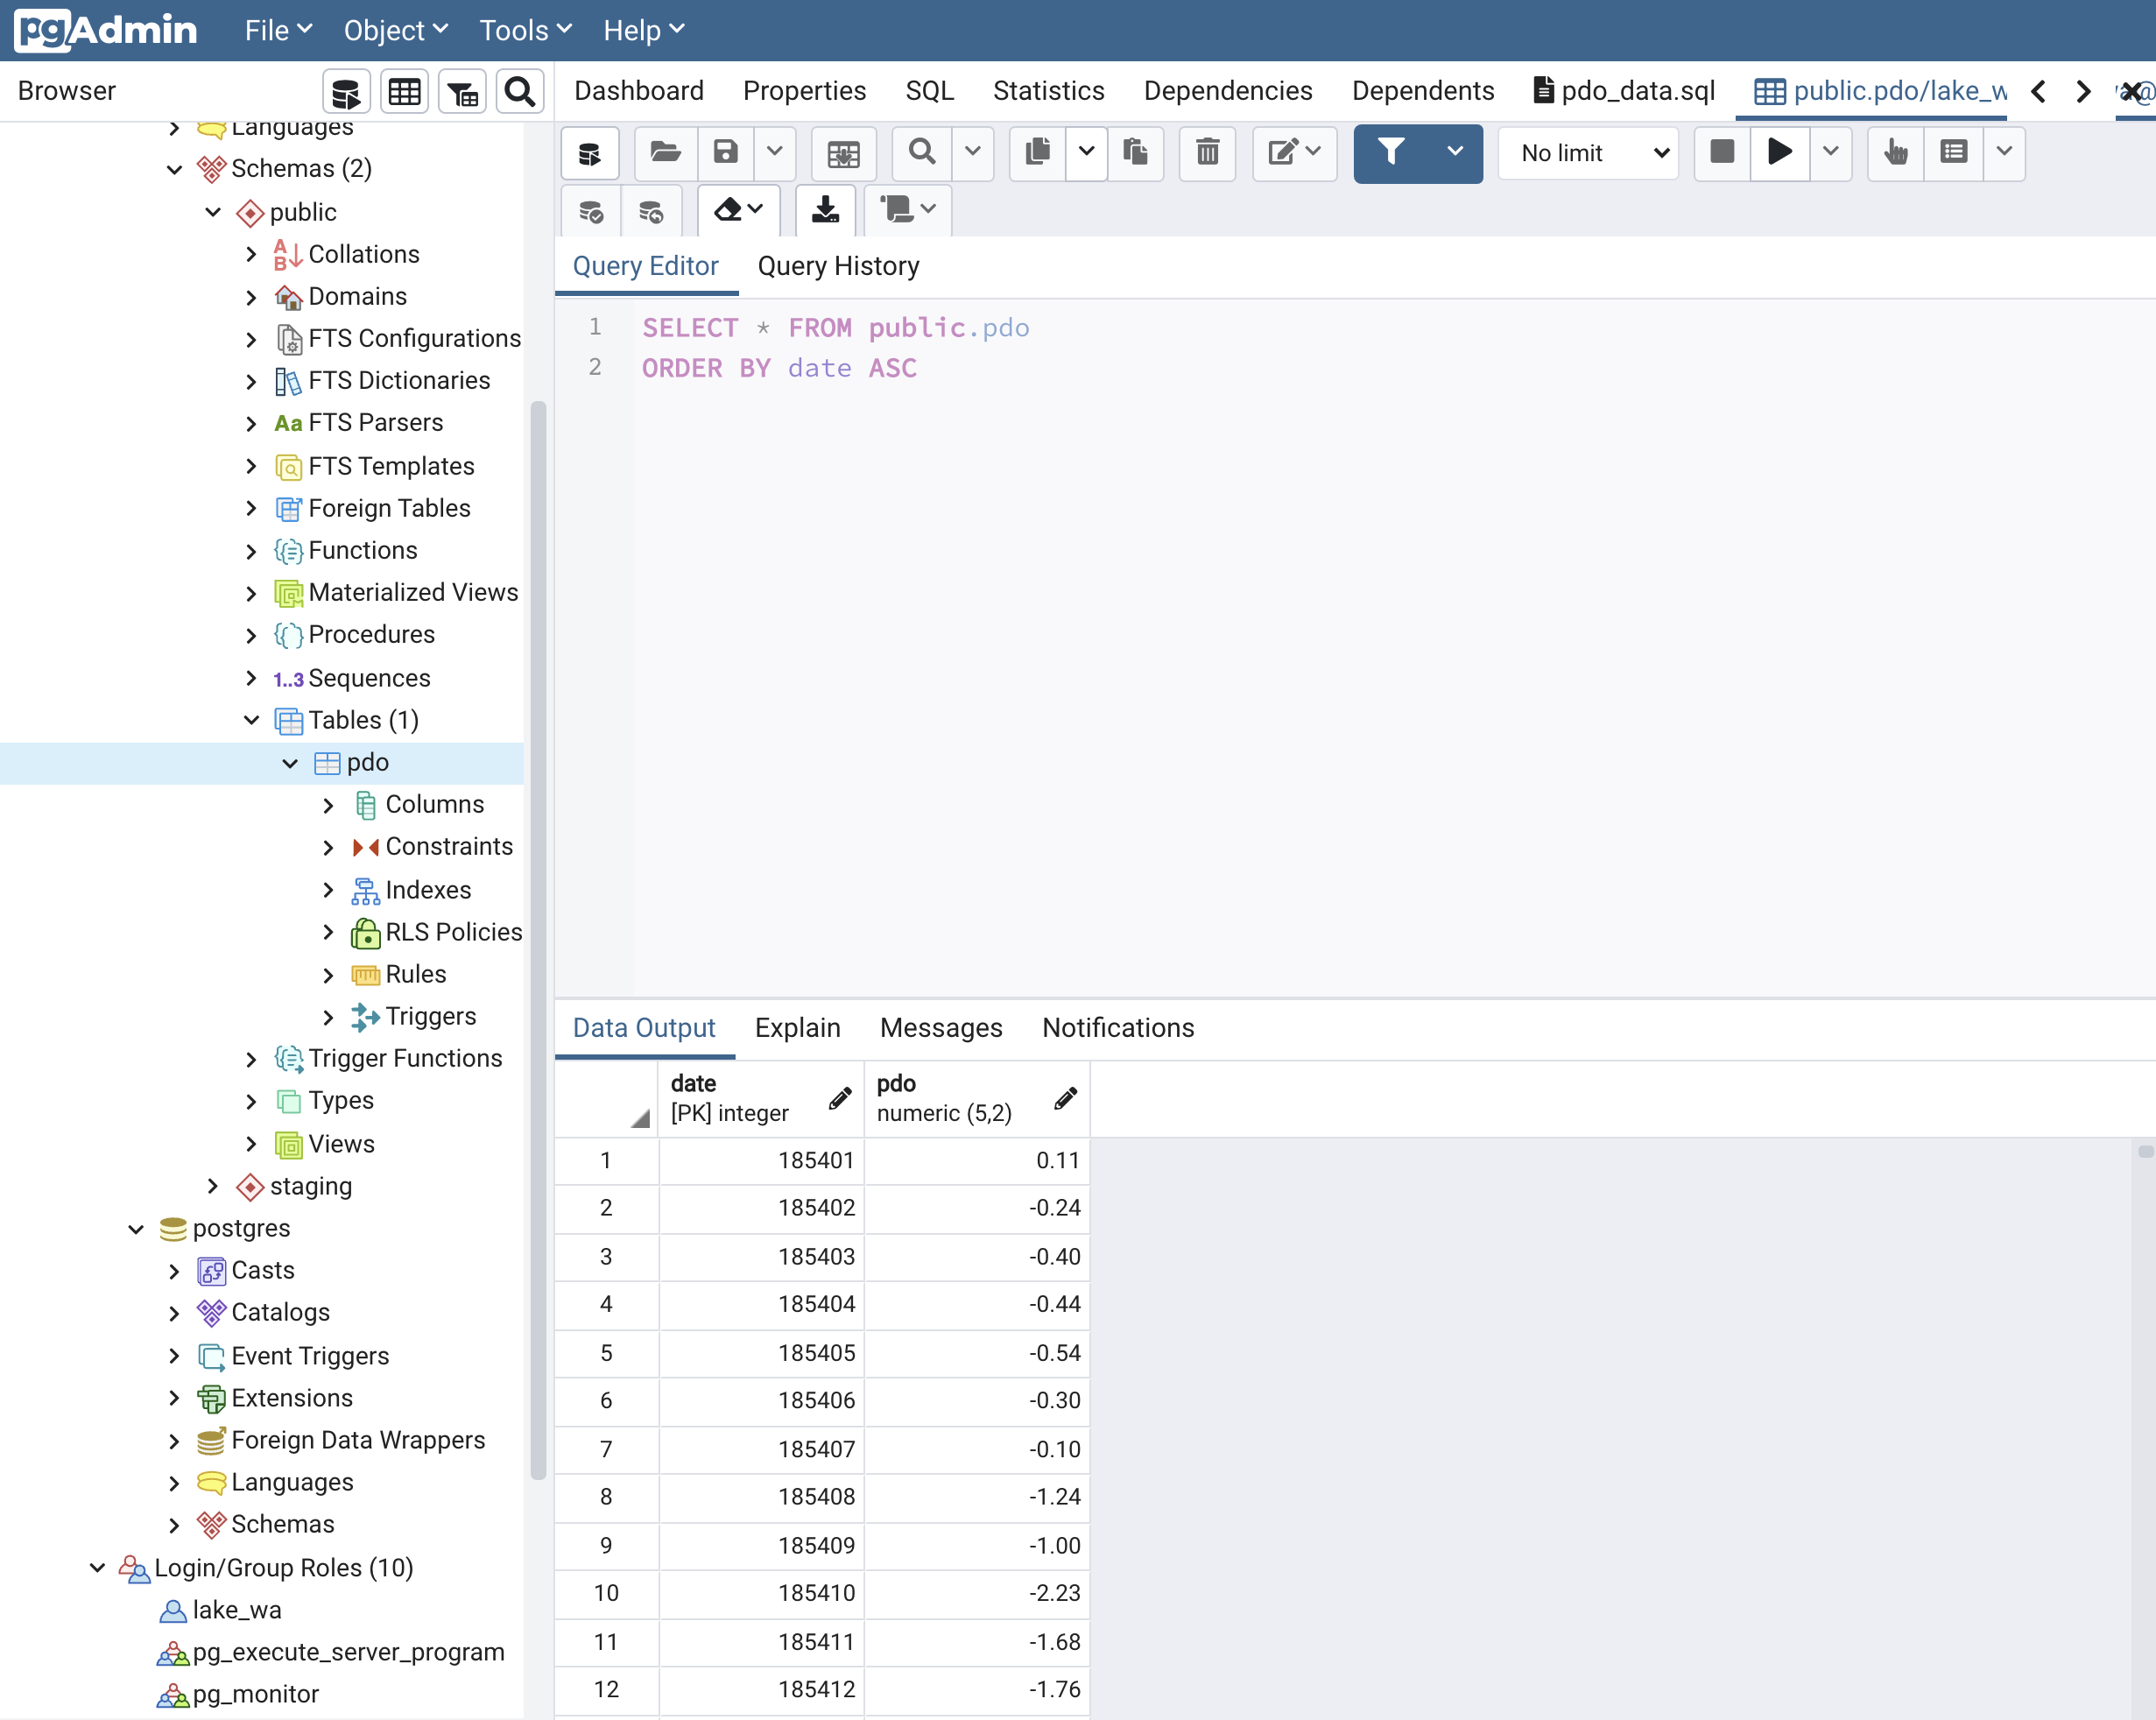 pgAdmin File Object Tools Help
Browser
Dashboard Properties SQL Statistics Dependencies Dependents pdo_data.sql public.pdo/lake_w
No limit
Languages
Schemas (2)
public
Collations
Domains
FTS Configurations
FTS Dictionaries
Aa FTS Parsers
FTS Templates
Foreign Tables
Functions
Materialized Views
Procedures
1..3 Sequences
Tables (1)
pdo
Columns
Constraints
Indexes
RLS Policies
Rules
Triggers
Trigger Functions
Types
Views
staging
postgres
Casts
Catalogs
Event Triggers
Extensions
Foreign Data Wrappers
Languages
Schemas
Login/Group Roles (10)
lake_wa
pg_execute_server_program
pg_monitor
Query Editor Query History
1 SELECT * FROM public.pdo
2 ORDER BY date ASC
Data Output Explain Messages Notifications
date pdo
[PK] integer numeric (5,2)
1 185401 0.11
2 185402 -0.24
3 185403 -0.40
4 185404 -0.44
5 185405 -0.54
6 185406 -0.30
7 185407 -0.10
8 185408 -1.24
9 185409 -1.00
10 185410 -2.23
11 185411 -1.68
12 185412 -1.76